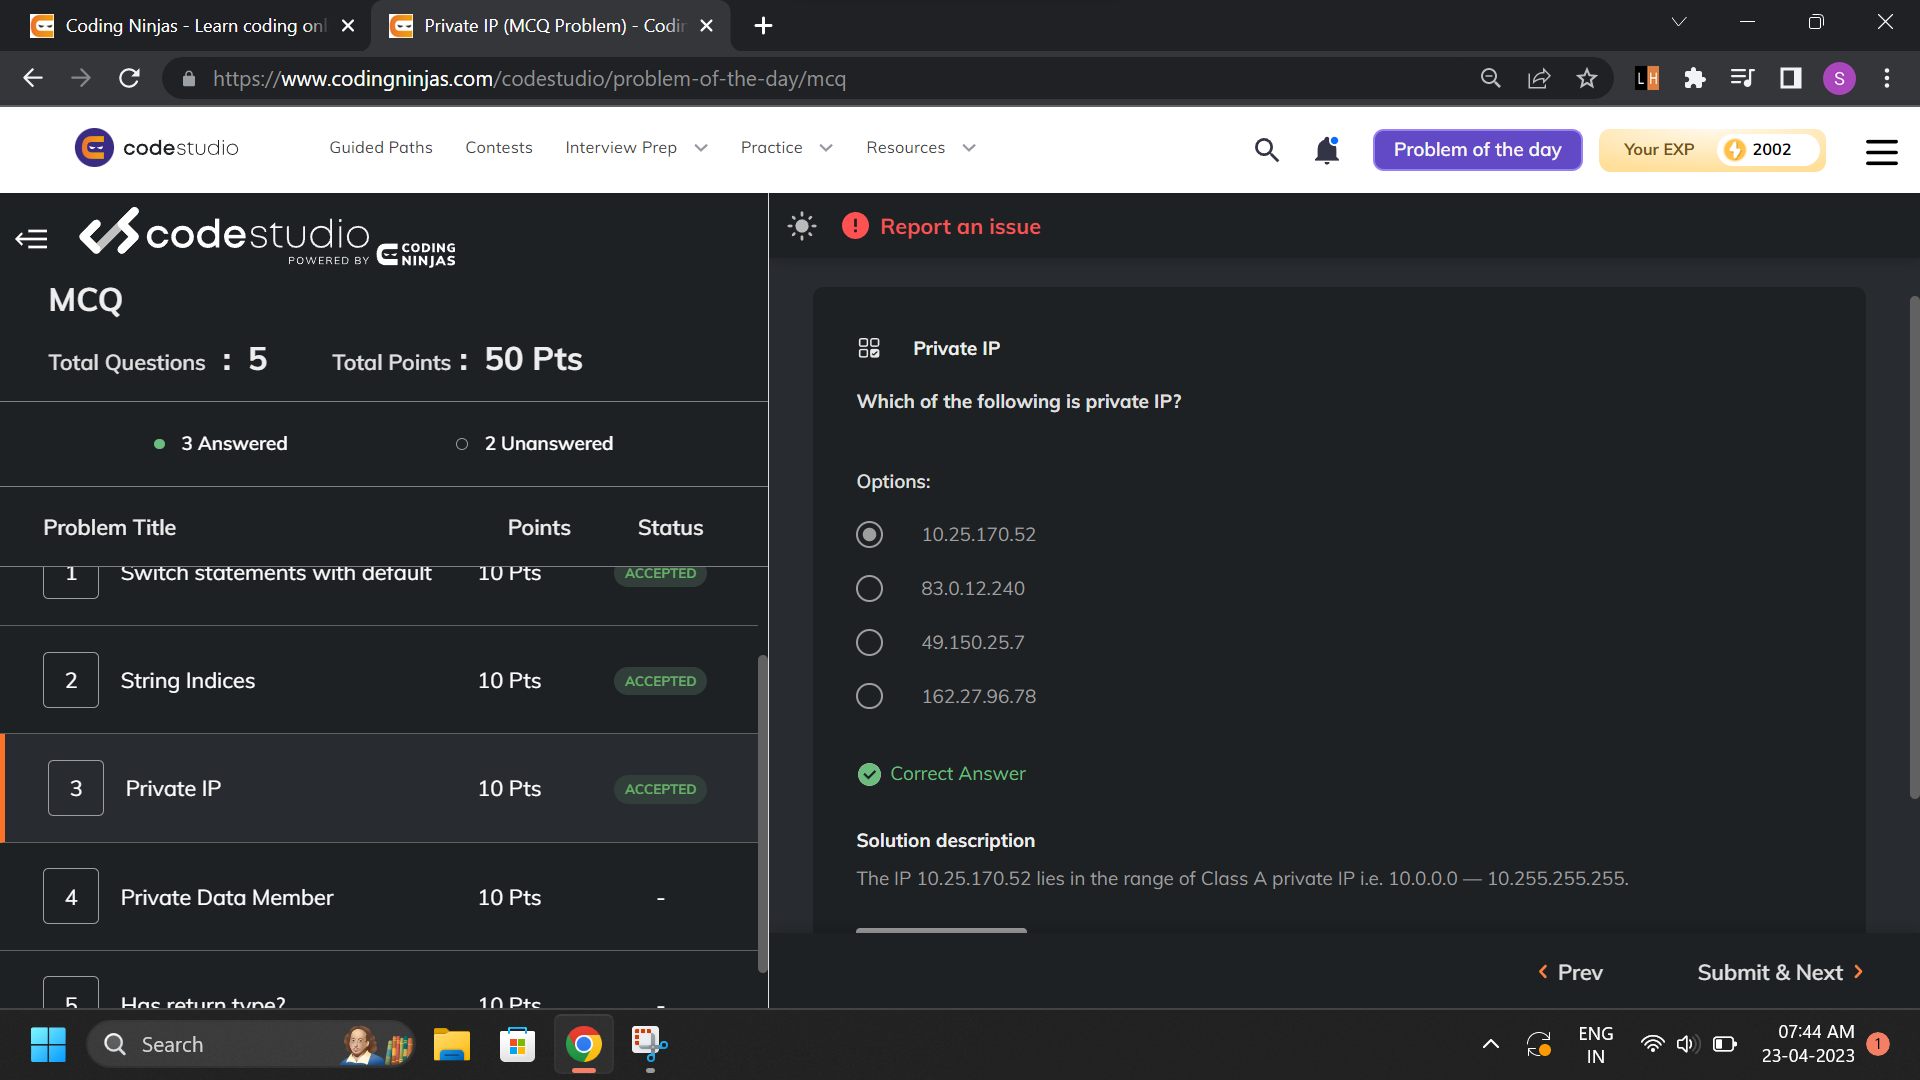 Coding Ninjas - Learn coding onl
Private IP (MCQ Problem) - Codin
https://www.codingninjas.com/codestudio/problem-of-the-day/mcq
LH
S
codestudio
Guided Paths
Contests
Interview Prep
Practice
Resources
Problem of the day
Your EXP
2002
codestudio
POWERED BY CODING NINJAS
MCQ
Total Questions : 5
Total Points : 50 Pts
3 Answered
2 Unanswered
Problem Title Points Status
1 Switch statements with default 10 Pts ACCEPTED
2 String Indices 10 Pts ACCEPTED
3 Private IP 10 Pts ACCEPTED
4 Private Data Member 10 Pts -
5 Has return type? 10 Pts -
Report an issue
Private IP
Which of the following is private IP?
Options:
10.25.170.52
83.0.12.240
49.150.25.7
162.27.96.78
Correct Answer
Solution description
The IP 10.25.170.52 lies in the range of Class A private IP i.e. 10.0.0.0 — 10.255.255.255.
Prev
Submit & Next
Search
ENG
IN
07:44 AM
23-04-2023
1